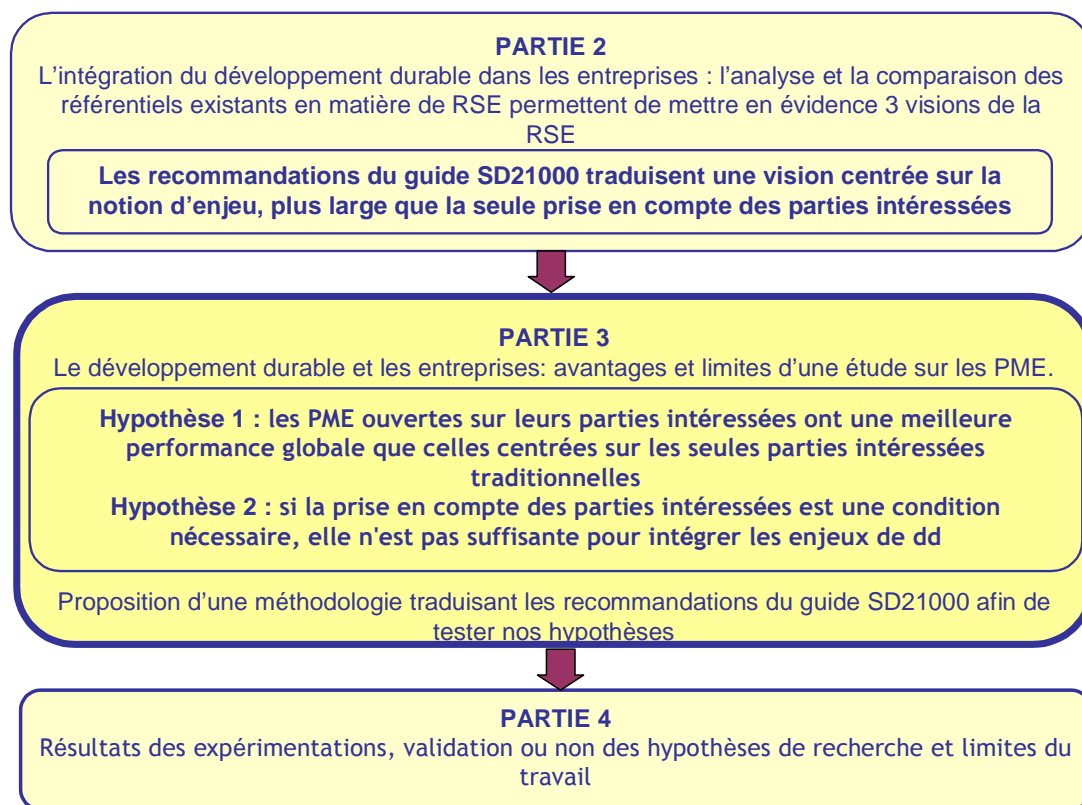 PARTIE 2
L’intégration du développement durable dans les entreprises : l’analyse et la comparaison des
référentiels existants en matière de RSE permettent de mettre en évidence 3 visions de la
RSE
Les recommandations du guide SD21000 traduisent une vision centrée sur la
notion d’enjeu, plus large que la seule prise en compte des parties intéressées
PARTIE 3
Le développement durable et les entreprises: avantages et limites d’une étude sur les PME.
Hypothèse 1 : les PME ouvertes sur leurs parties intéressées ont une meilleure
performance globale que celles centrées sur les seules parties intéressées
traditionnelles
Hypothèse 2 : si la prise en compte des parties intéressées est une condition
nécessaire, elle n'est pas suffisante pour intégrer les enjeux de dd
Proposition d’une méthodologie traduisant les recommandations du guide SD21000 afin de
tester nos hypothèses
PARTIE 4
Résultats des expérimentations, validation ou non des hypothèses de recherche et limites du
travail